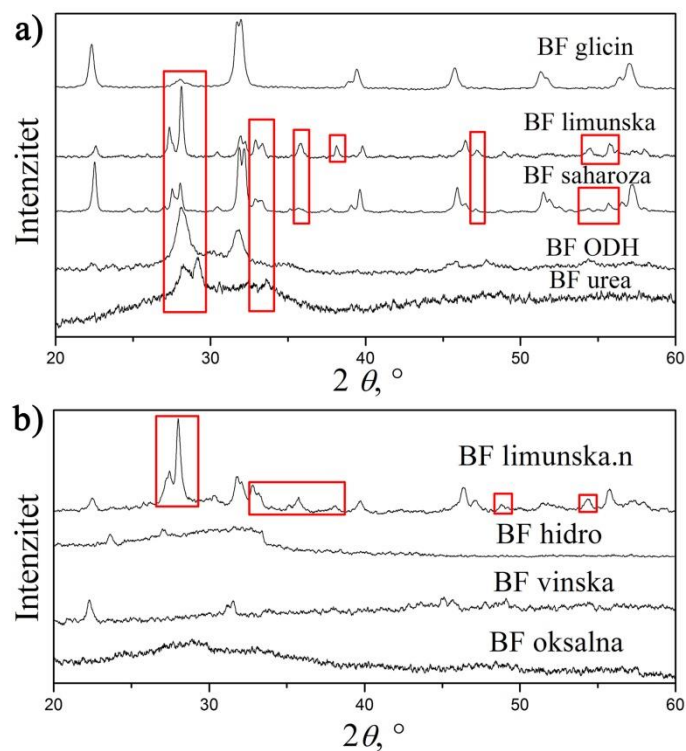 a)
Intenzitet
BF glicin
BF limunska
BF saharoza
BF ODH
BF urea
20 30 40 50 60
2 θ, °
b)
Intenzitet
BF limunska.n
BF hidro
BF vinska
BF oksalna
20 30 40 50 60
2θ, °